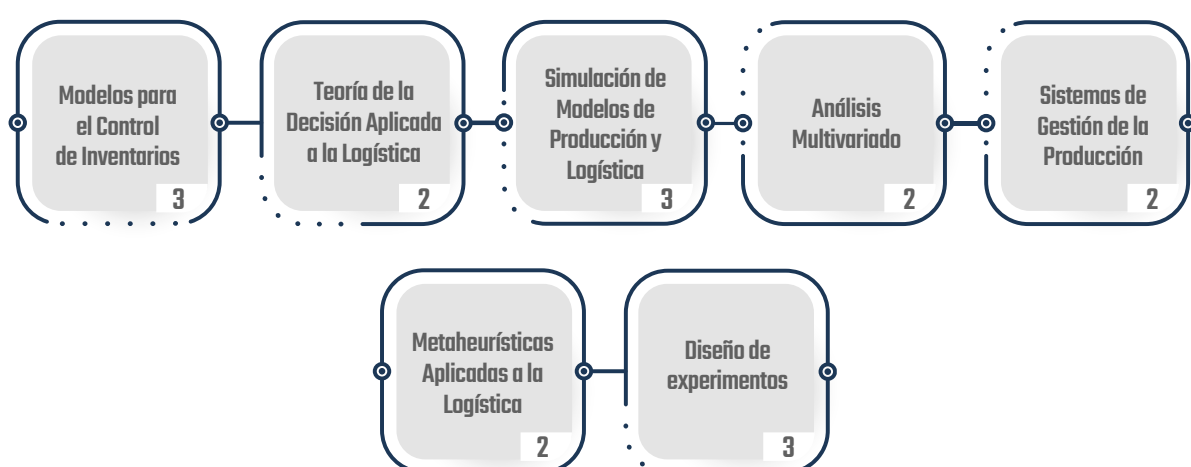 Modelos para
el Control
de Inventarios
3
Teoría de la
Decisión Aplicada
a la Logística
2
Simulación de
Modelos de
Producción y
Logística
3
Análisis
Multivariado
2
Sistemas de
Gestión de la
Producción
2
Metaheurísticas
Aplicadas a la
Logística
2
Diseño de
experimentos
3